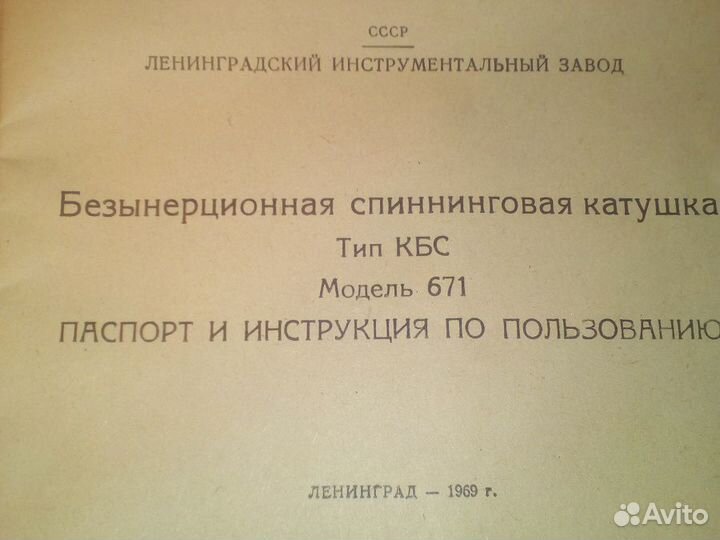 СССР
ЛЕНИНГРАДСКИЙ ИНСТРУМЕНТАЛЬНЫЙ ЗАВОД
Безынерционная спиннинговая катушка
Тип КБС
Модель 671
ПАСПОРТ И ИНСТРУКЦИЯ ПО ПОЛЬЗОВАНИЮ
ЛЕНИНГРАД — 1969 г.
Avito